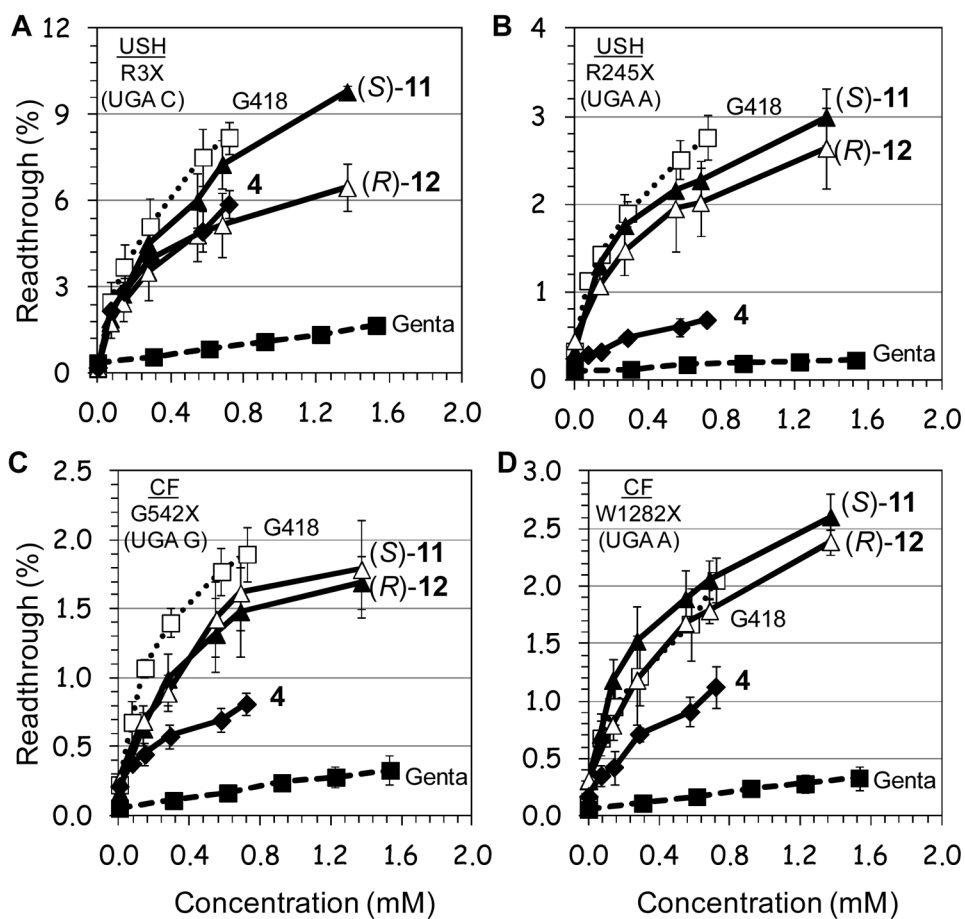 A
USH
R3X
(UGA C)
12
9
6
3
0
Readthrough (%)
G418
(S)-11
4
(R)-12
Genta
0.0 0.4 0.8 1.2 1.6 2.0
B
USH
R245X
(UGA A)
4
3
2
1
0
G418
(S)-11
(R)-12
4
Genta
0.0 0.4 0.8 1.2 1.6 2.0
C
CF
G542X
(UGA G)
2.5
2.0
1.5
1.0
0.5
0.0
Readthrough (%)
G418
(S)-11
(R)-12
4
Genta
0.0 0.4 0.8 1.2 1.6 2.0
Concentration (mM)
D
CF
W1282X
(UGA A)
3.0
2.5
2.0
1.5
1.0
0.5
0.0
(S)-11
(R)-12
G418
4
Genta
0.0 0.4 0.8 1.2 1.6 2.0
Concentration (mM)